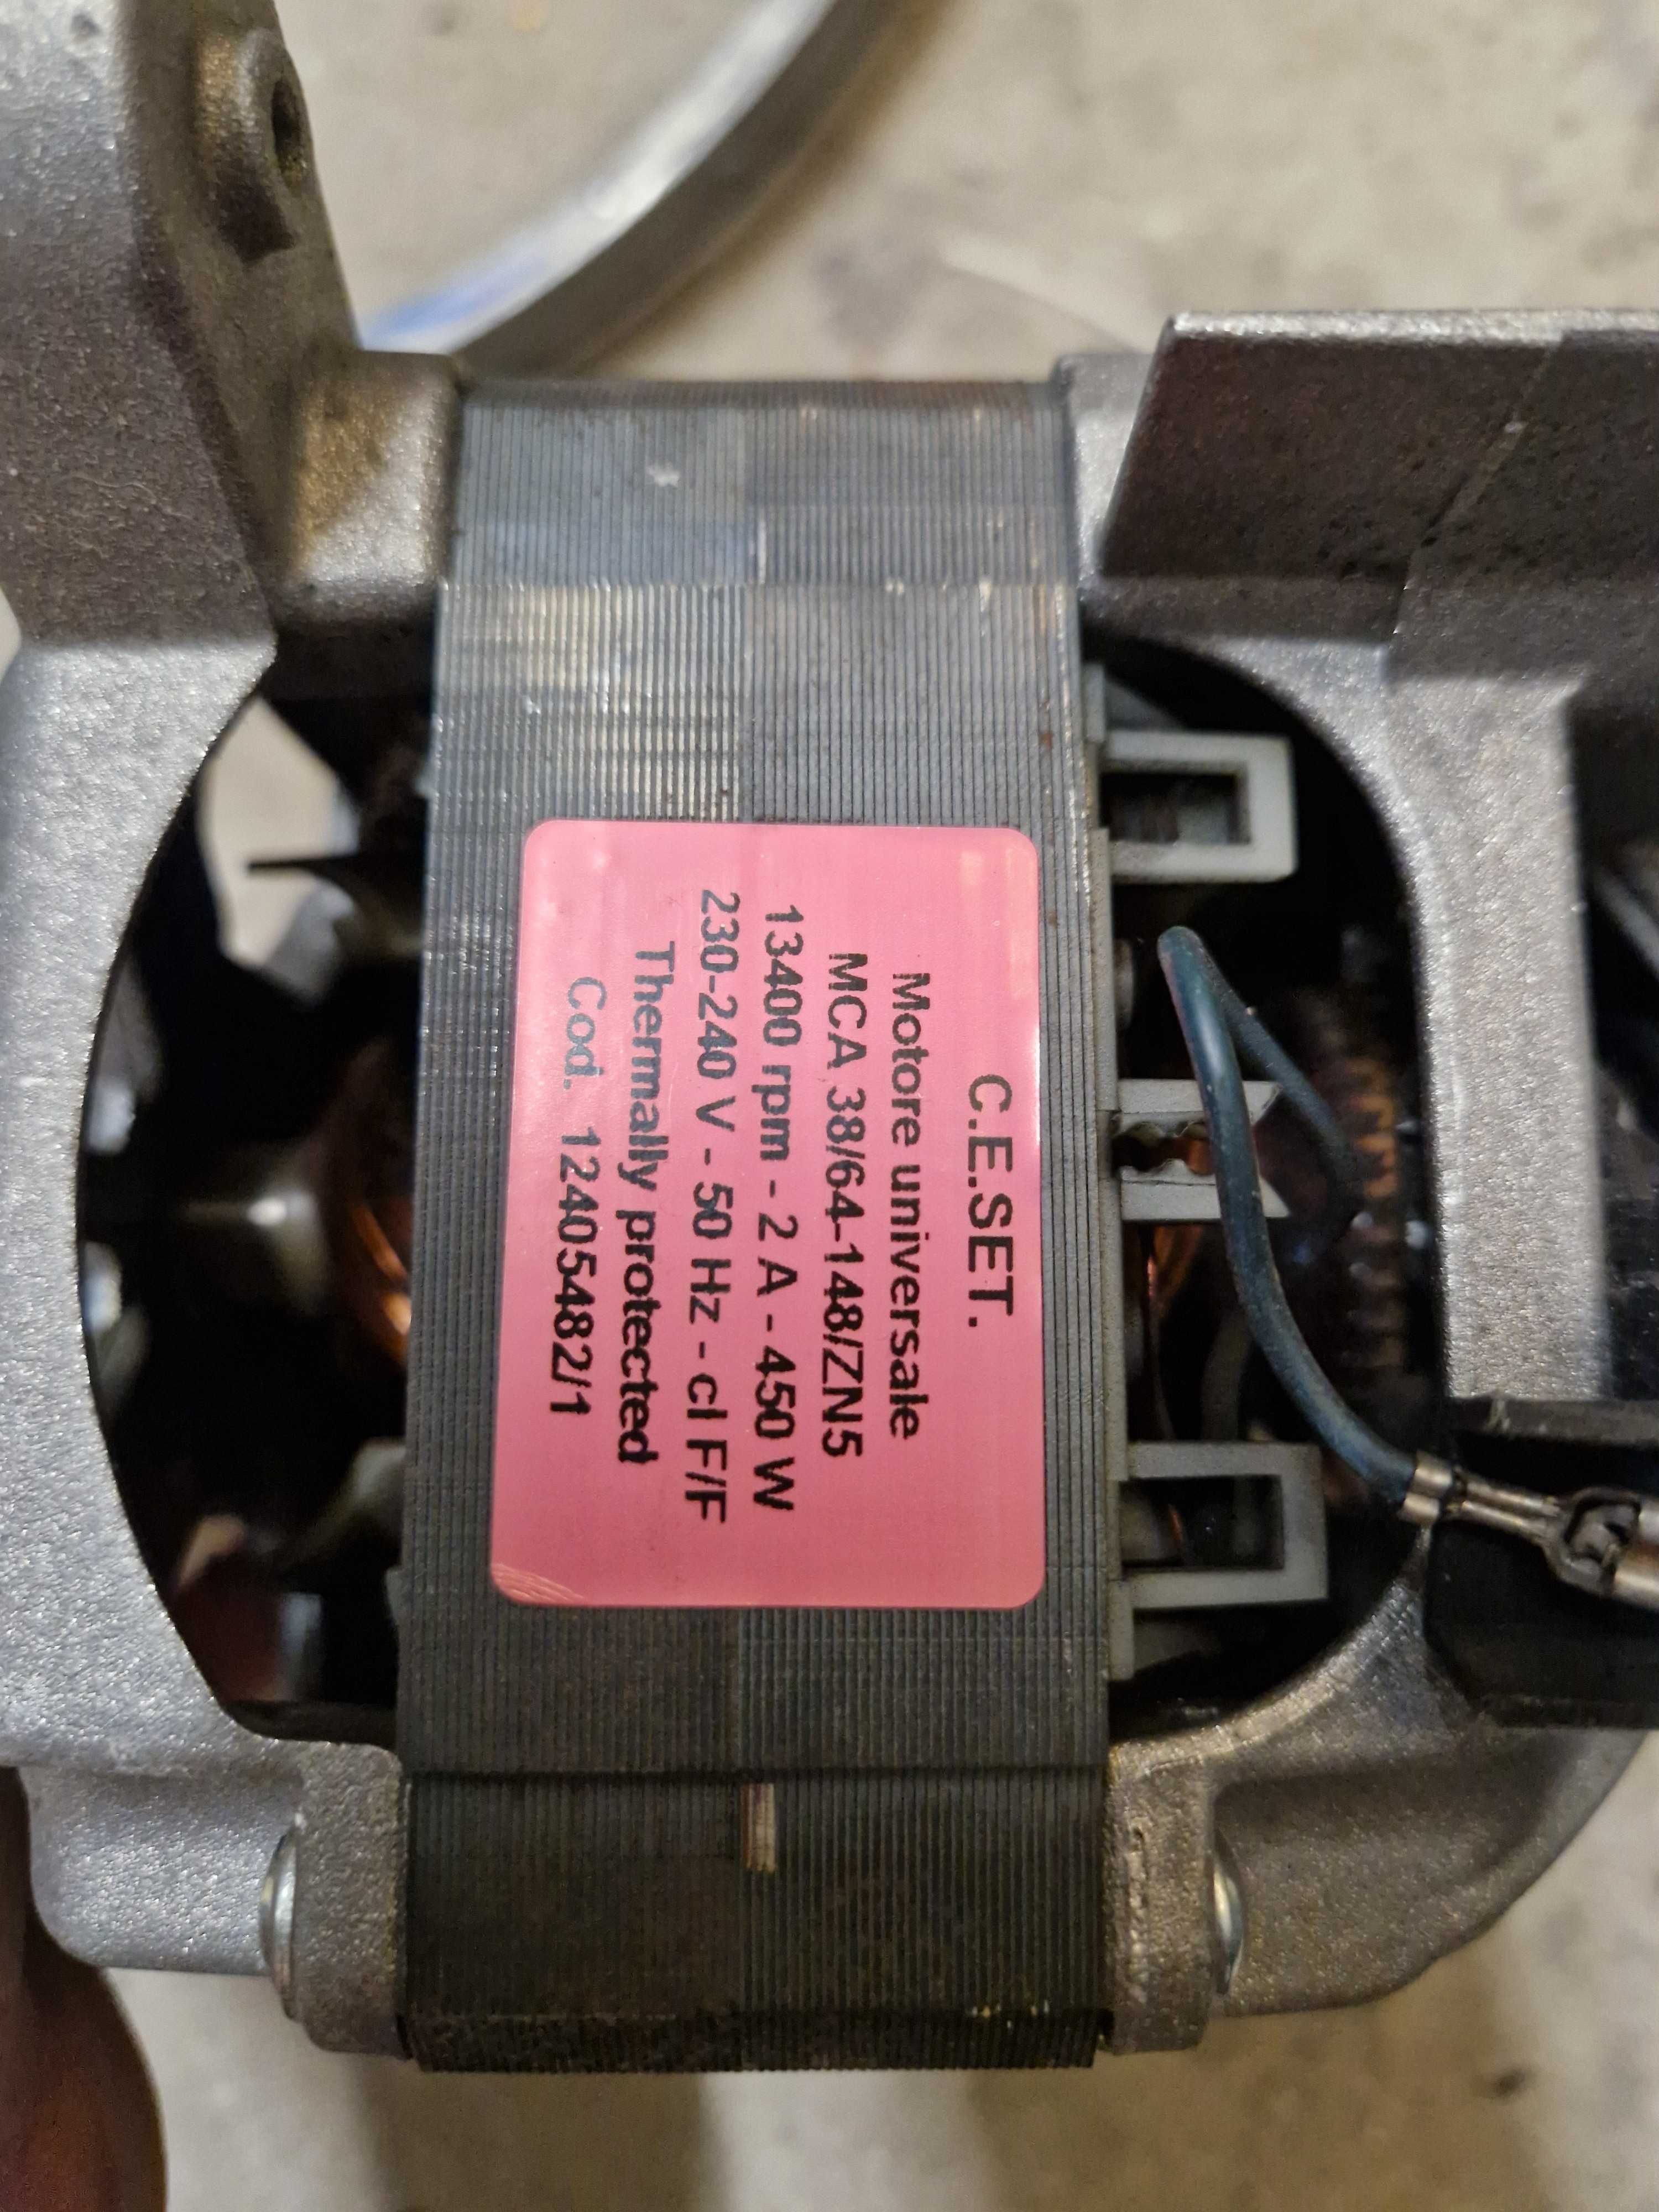 C.E.SET.
Motore universale
MCA 38/64-148/ZN5
13400 rpm - 2 A - 450 W
230-240 V - 50 Hz - cl F/F
Thermally protected
Cod. 12405482/1